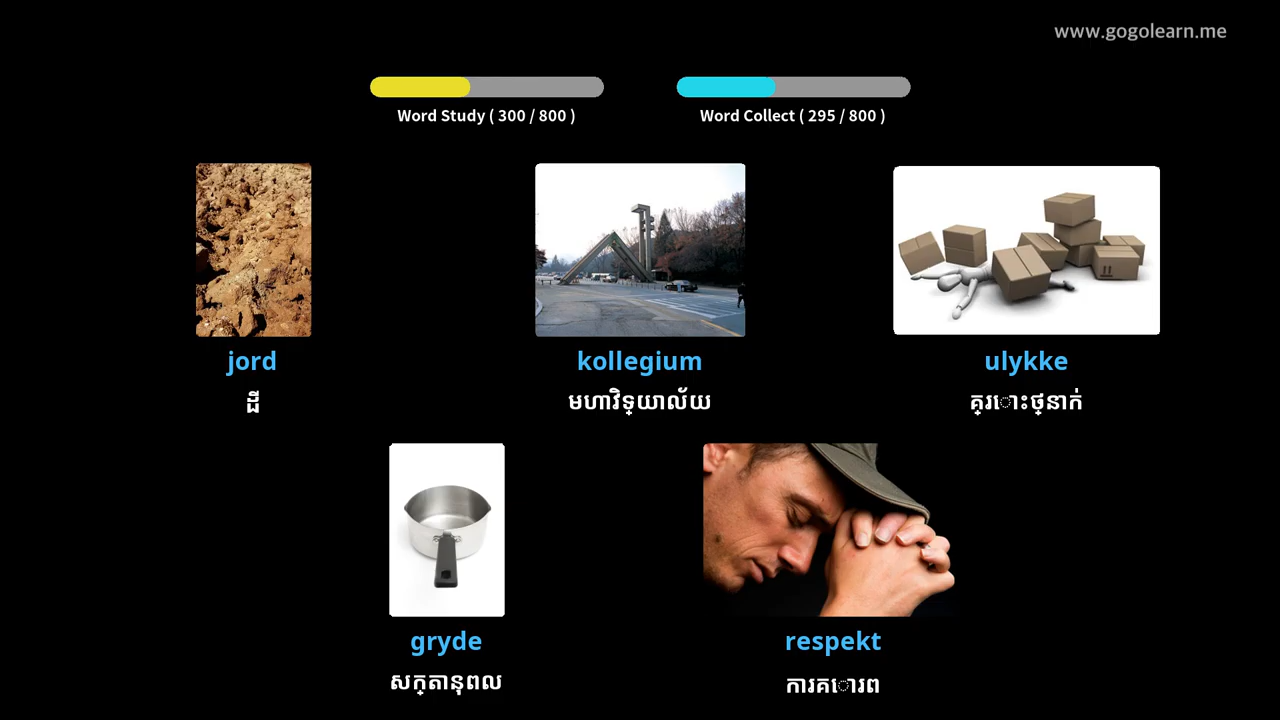 www.gogolearn.me
Word Study ( 300 / 800 )
Word Collect ( 295 / 800 )
jord
ដី
kollegium
មហាវិទ្យាល័យ
ulykke
គ្រោះថ្នាក់
gryde
សក្តានុពល
respekt
ការគោរព